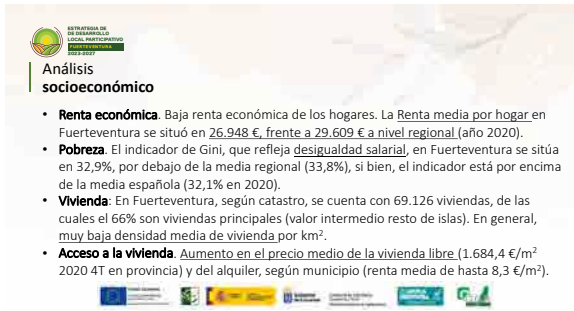 ESTRATEGIA DE
DE DESARROLLO
LOCAL PARTICIPATIVO
FUERTEVENTURA
2023-2027
Análisis
socioeconómico
• Renta económica. Baja renta económica de los hogares. La Renta media por hogar en
Fuerteventura se situó en 26.948 €, frente a 29.609 € a nivel regional (año 2020).
• Pobreza. El indicador de Gini, que refleja desigualdad salarial, en Fuerteventura se sitúa
en 32,9%, por debajo de la media regional (33,8%), si bien, el indicador está por encima
de la media española (32,1% en 2020).
• Vivienda: En Fuerteventura, según catastro, se cuenta con 69.126 viviendas, de las
cuales el 66% son viviendas principales (valor intermedio resto de islas). En general,
muy baja densidad media de vivienda por km².
• Acceso a la vivienda. Aumento en el precio medio de la vivienda libre (1.684,4 €/m²
2020 4T en provincia) y del alquiler, según municipio (renta media de hasta 8,3 €/m²).